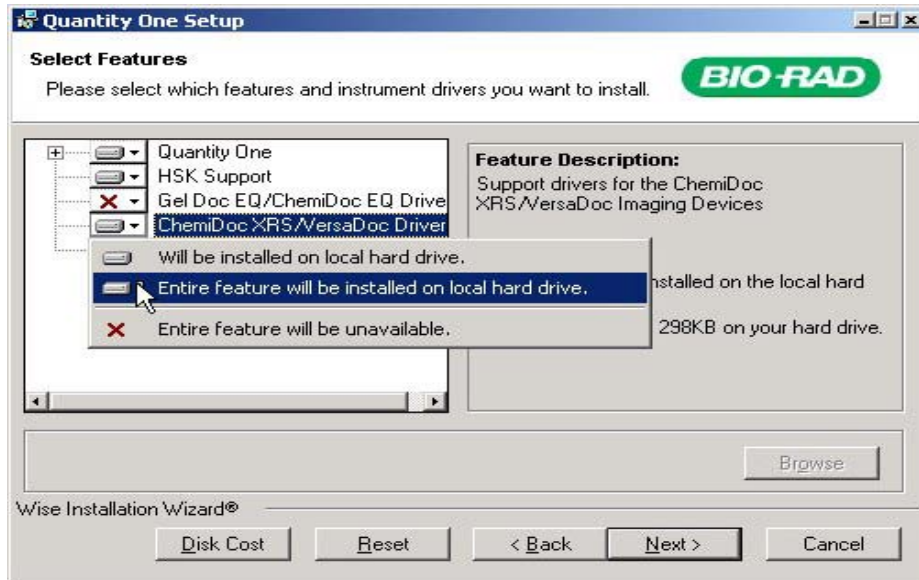 Quantity One Setup
Select Features
Please select which features and instrument drivers you want to install.
BIO-RAD
Quantity One
HSK Support
Gel Doc EQ/ChemiDoc EQ Drive
ChemiDoc XRS/VersaDoc Driver
Will be installed on local hard drive.
Entire feature will be installed on local hard drive.
Entire feature will be unavailable.
Feature Description:
Support drivers for the ChemiDoc
XRS/VersaDoc Imaging Devices
nstalled on the local hard
298KB on your hard drive.
Browse
Wise Installation Wizard®
Disk Cost
Reset
< Back
Next >
Cancel